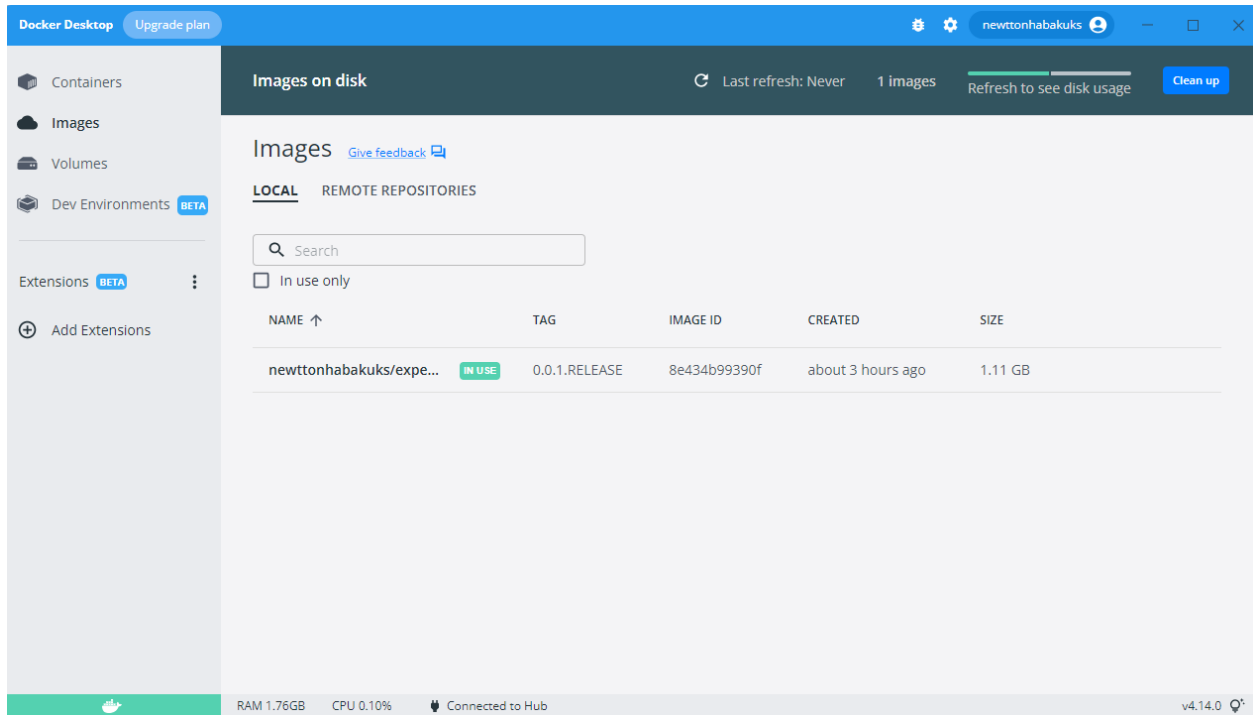 Docker Desktop Upgrade plan newttonhabakuks
Containers
Images
Volumes
Dev Environments BETA
Extensions BETA
Add Extensions
Images on disk Last refresh: Never 1 images Refresh to see disk usage Clean up
Images Give feedback
LOCAL REMOTE REPOSITORIES
Search
In use only
NAME TAG IMAGE ID CREATED SIZE
newttonhabakuks/expe... IN USE 0.0.1.RELEASE 8e434b99390f about 3 hours ago 1.11 GB
RAM 1.76GB CPU 0.10% Connected to Hub v4.14.0